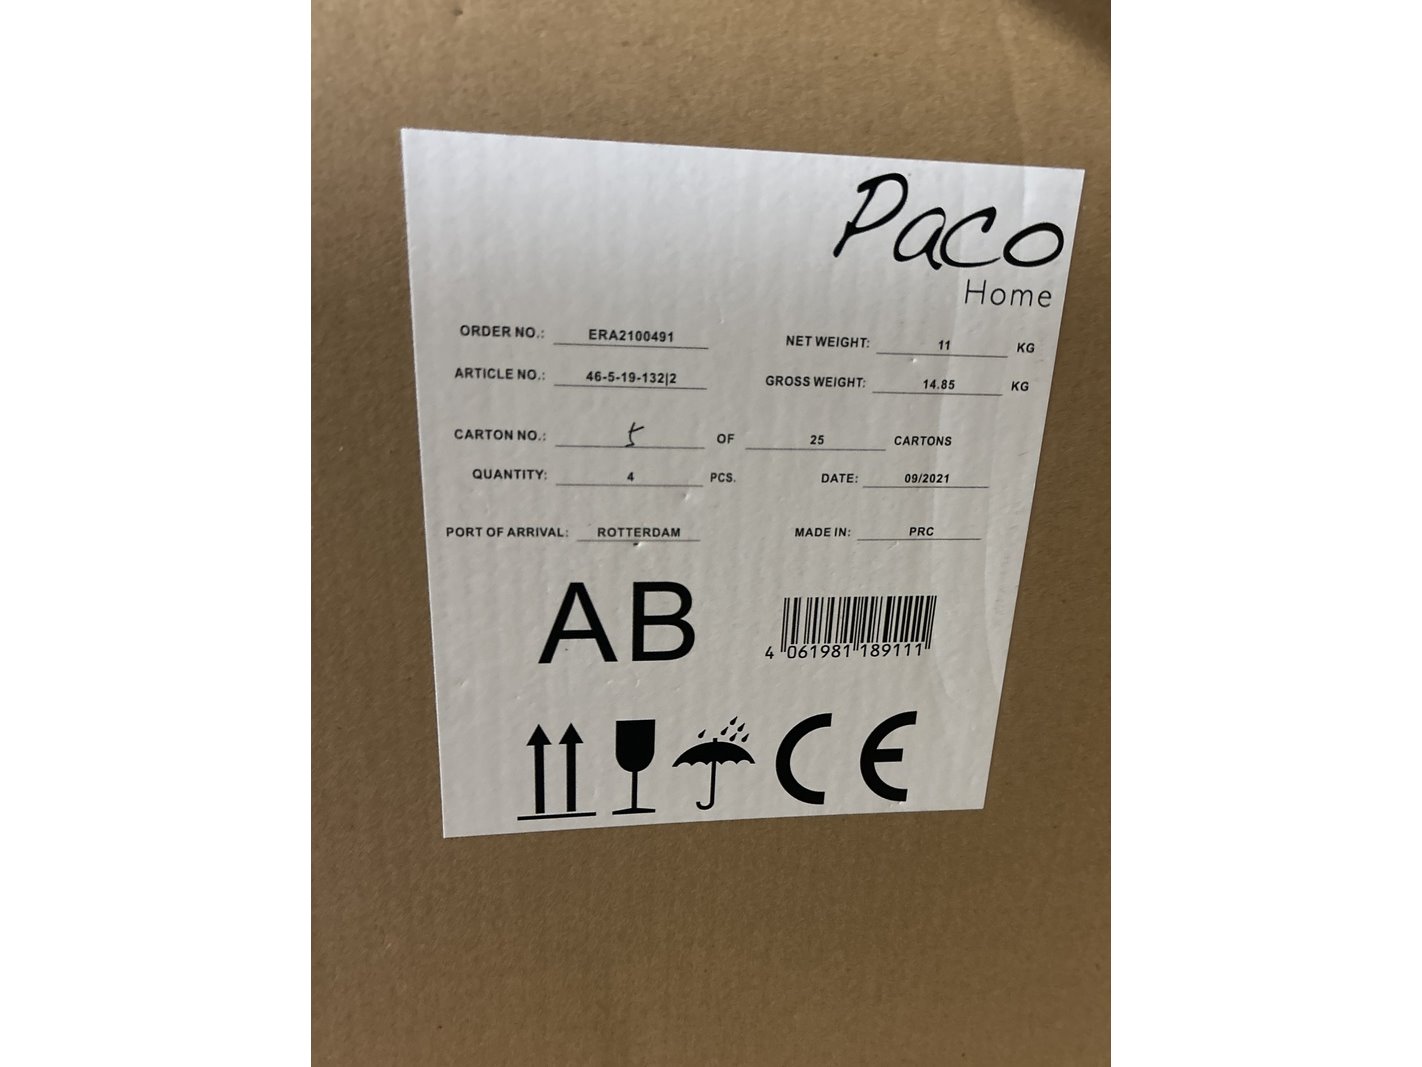 Paco
Home
ORDER NO.: ERA2100491 NET WEIGHT: 11 KG
ARTICLE NO.: 46-5-19-132|2 GROSS WEIGHT: 14.85 KG
CARTON NO.: 5 OF 25 CARTONS
QUANTITY: 4 PCS. DATE: 09/2021
PORT OF ARRIVAL: ROTTERDAM MADE IN: PRC
AB
4 061981 189111
CE